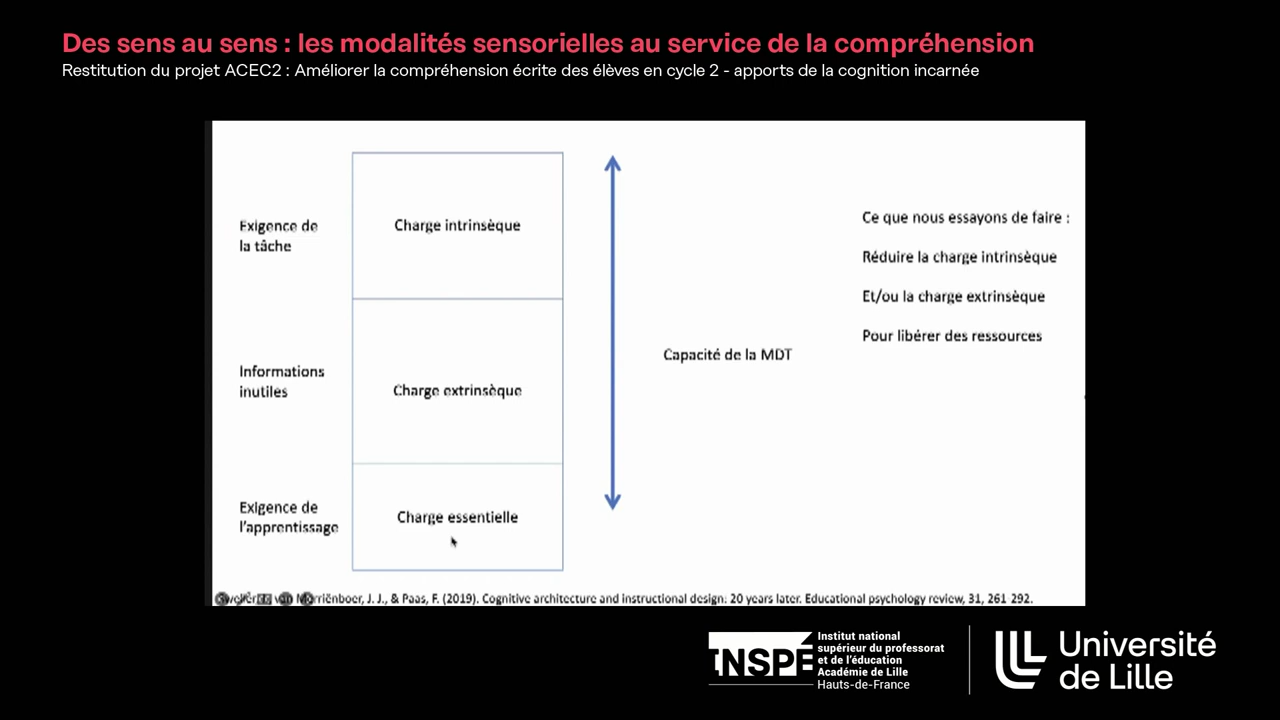 Des sens au sens : les modalités sensorielles au service de la compréhension
Restitution du projet ACEC2 : Améliorer la compréhension écrite des élèves en cycle 2 - apports de la cognition incarnée
Exigence de
la tâche
Charge intrinsèque
Informations
inutiles
Charge extrinsèque
Exigence de
l'apprentissage
Charge essentielle
Capacité de la MDT
Ce que nous essayons de faire :
Réduire la charge intrinsèque
Et/ou la charge extrinsèque
Pour libérer des ressources
J. J., & Paas, F. (2019). Cognitive architecture and instructional design: 20 years later. Educational psychology review, 31, 261-292.
INSPÉ
Institut national
supérieur du professorat
et de l'éducation
Académie de Lille
Hauts-de-France
Université
de Lille